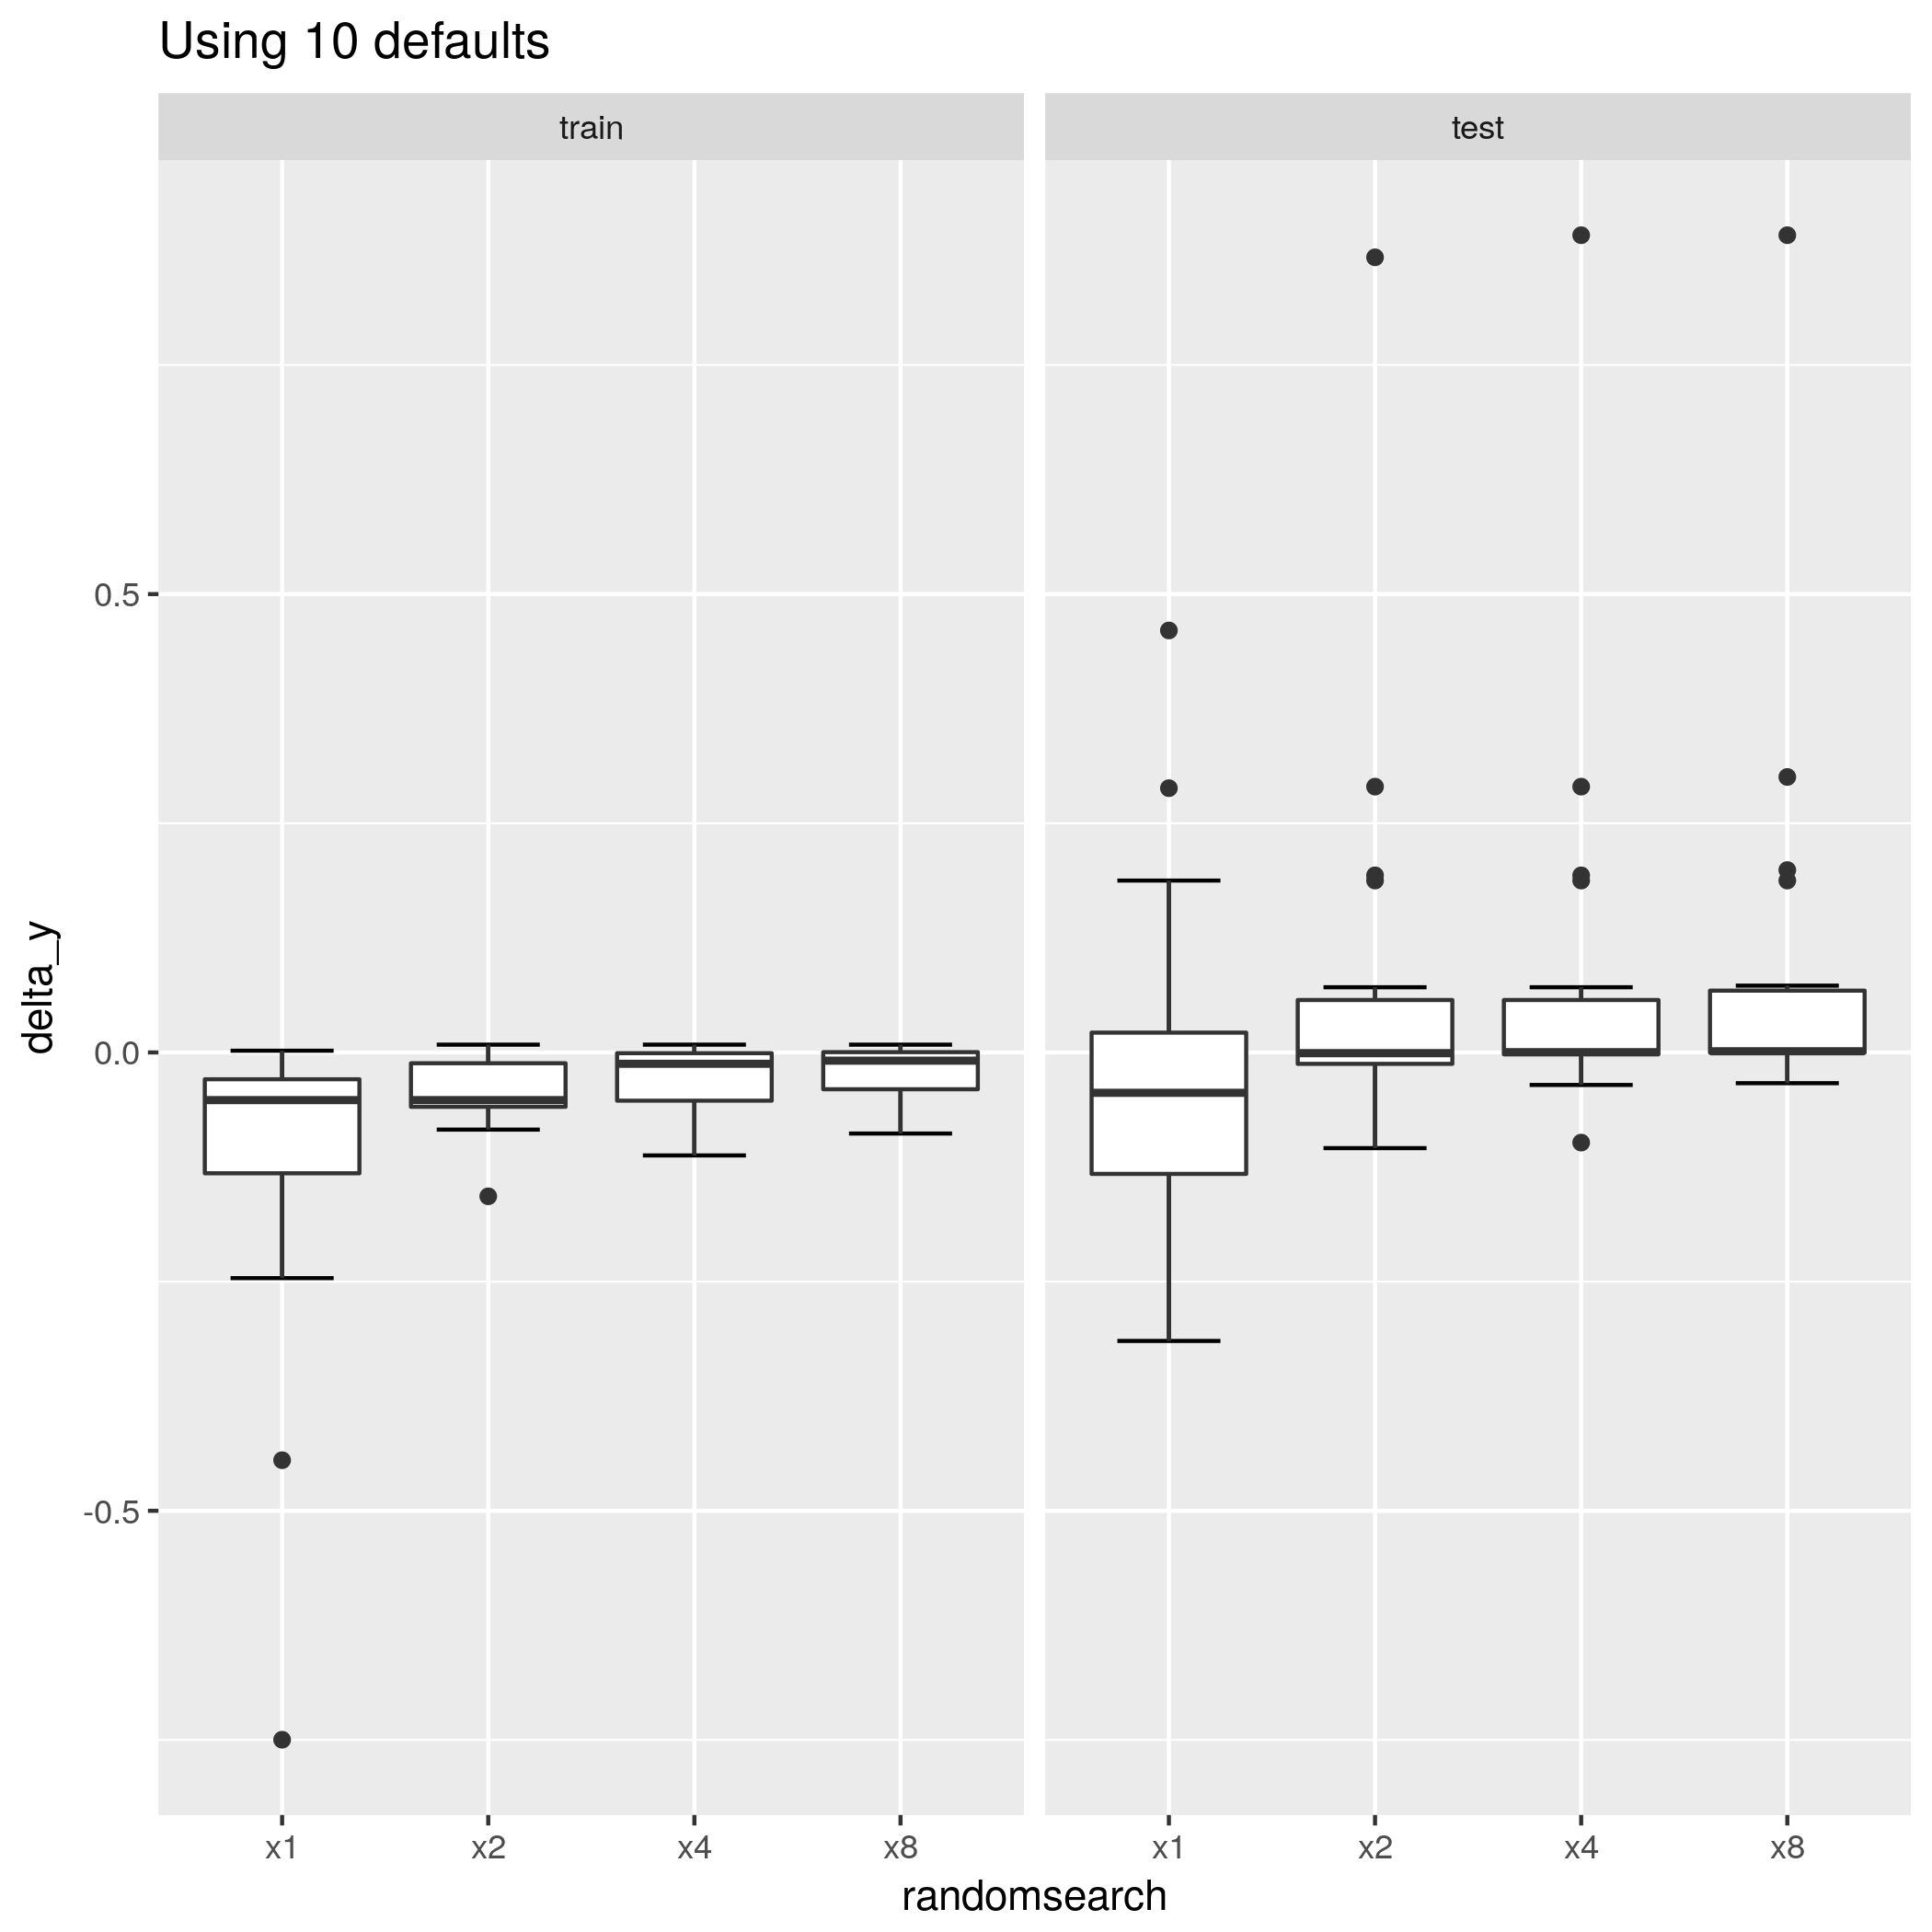 Using 10 defaults
train
test
delta_y
0.5
0.0
-0.5
x1 x2 x4 x8
x1 x2 x4 x8
randomsearch